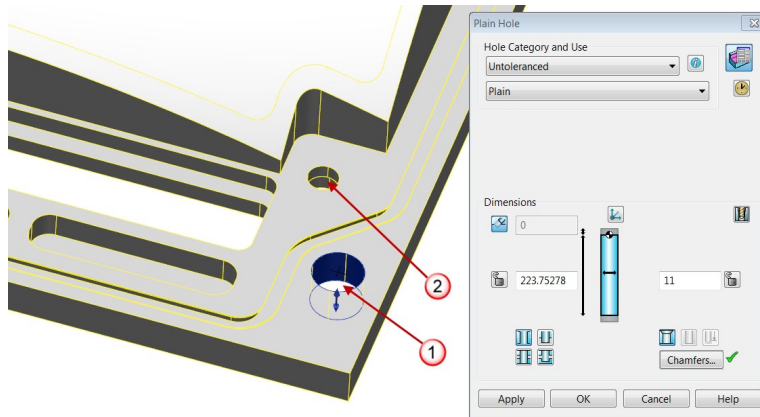 Plain Hole
Hole Category and Use
Untoleranced
Plain
Dimensions
0
223.75278
11
Chamfers...
Apply
OK
Cancel
Help
2
1